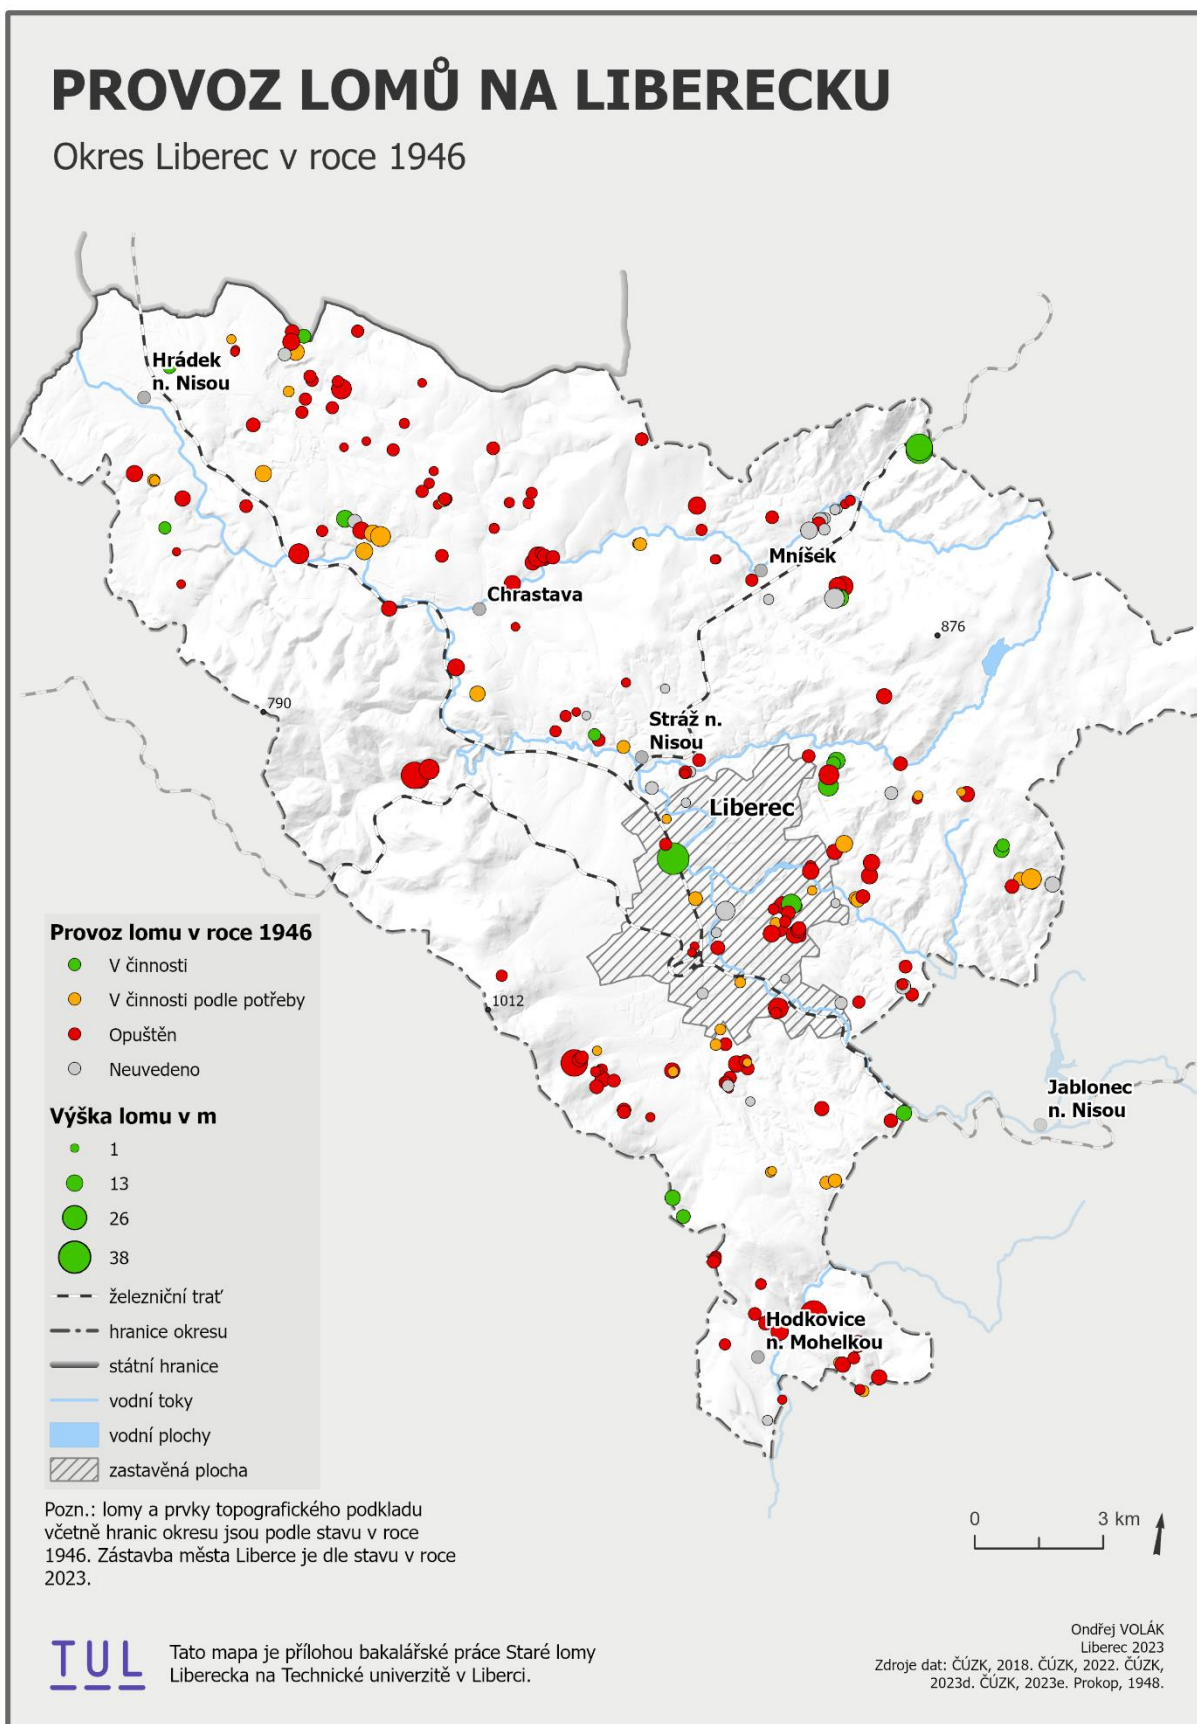 PROVOZ LOMŮ NA LIBERECKU
Okres Liberec v roce 1946
Hrádek
n. Nisou
Mníšek
Chrastava
876
790
Stráž n.
Nisou
Liberec
1012
Jablonec
n. Nisou
Hodkovice
n. Mohelkou
Provoz lomu v roce 1946
V činnosti
V činnosti podle potřeby
Opuštěn
Neuvedeno
Výška lomu v m
1
13
26
38
železniční trať
hranice okresu
státní hranice
vodní toky
vodní plochy
zastavěná plocha
Pozn.: lomy a prvky topografického podkladu
včetně hranic okresu jsou podle stavu v roce
1946. Zástavba města Liberce je dle stavu v roce
2023.
0 3 km
TUL
Tato mapa je přílohou bakalářské práce Staré lomy
Liberecka na Technické univerzitě v Liberci.
Ondřej VOLÁK
Liberec 2023
Zdroje dat: ČÚZK, 2018. ČÚZK, 2022. ČÚZK,
2023d. ČÚZK, 2023e. Prokop, 1948.